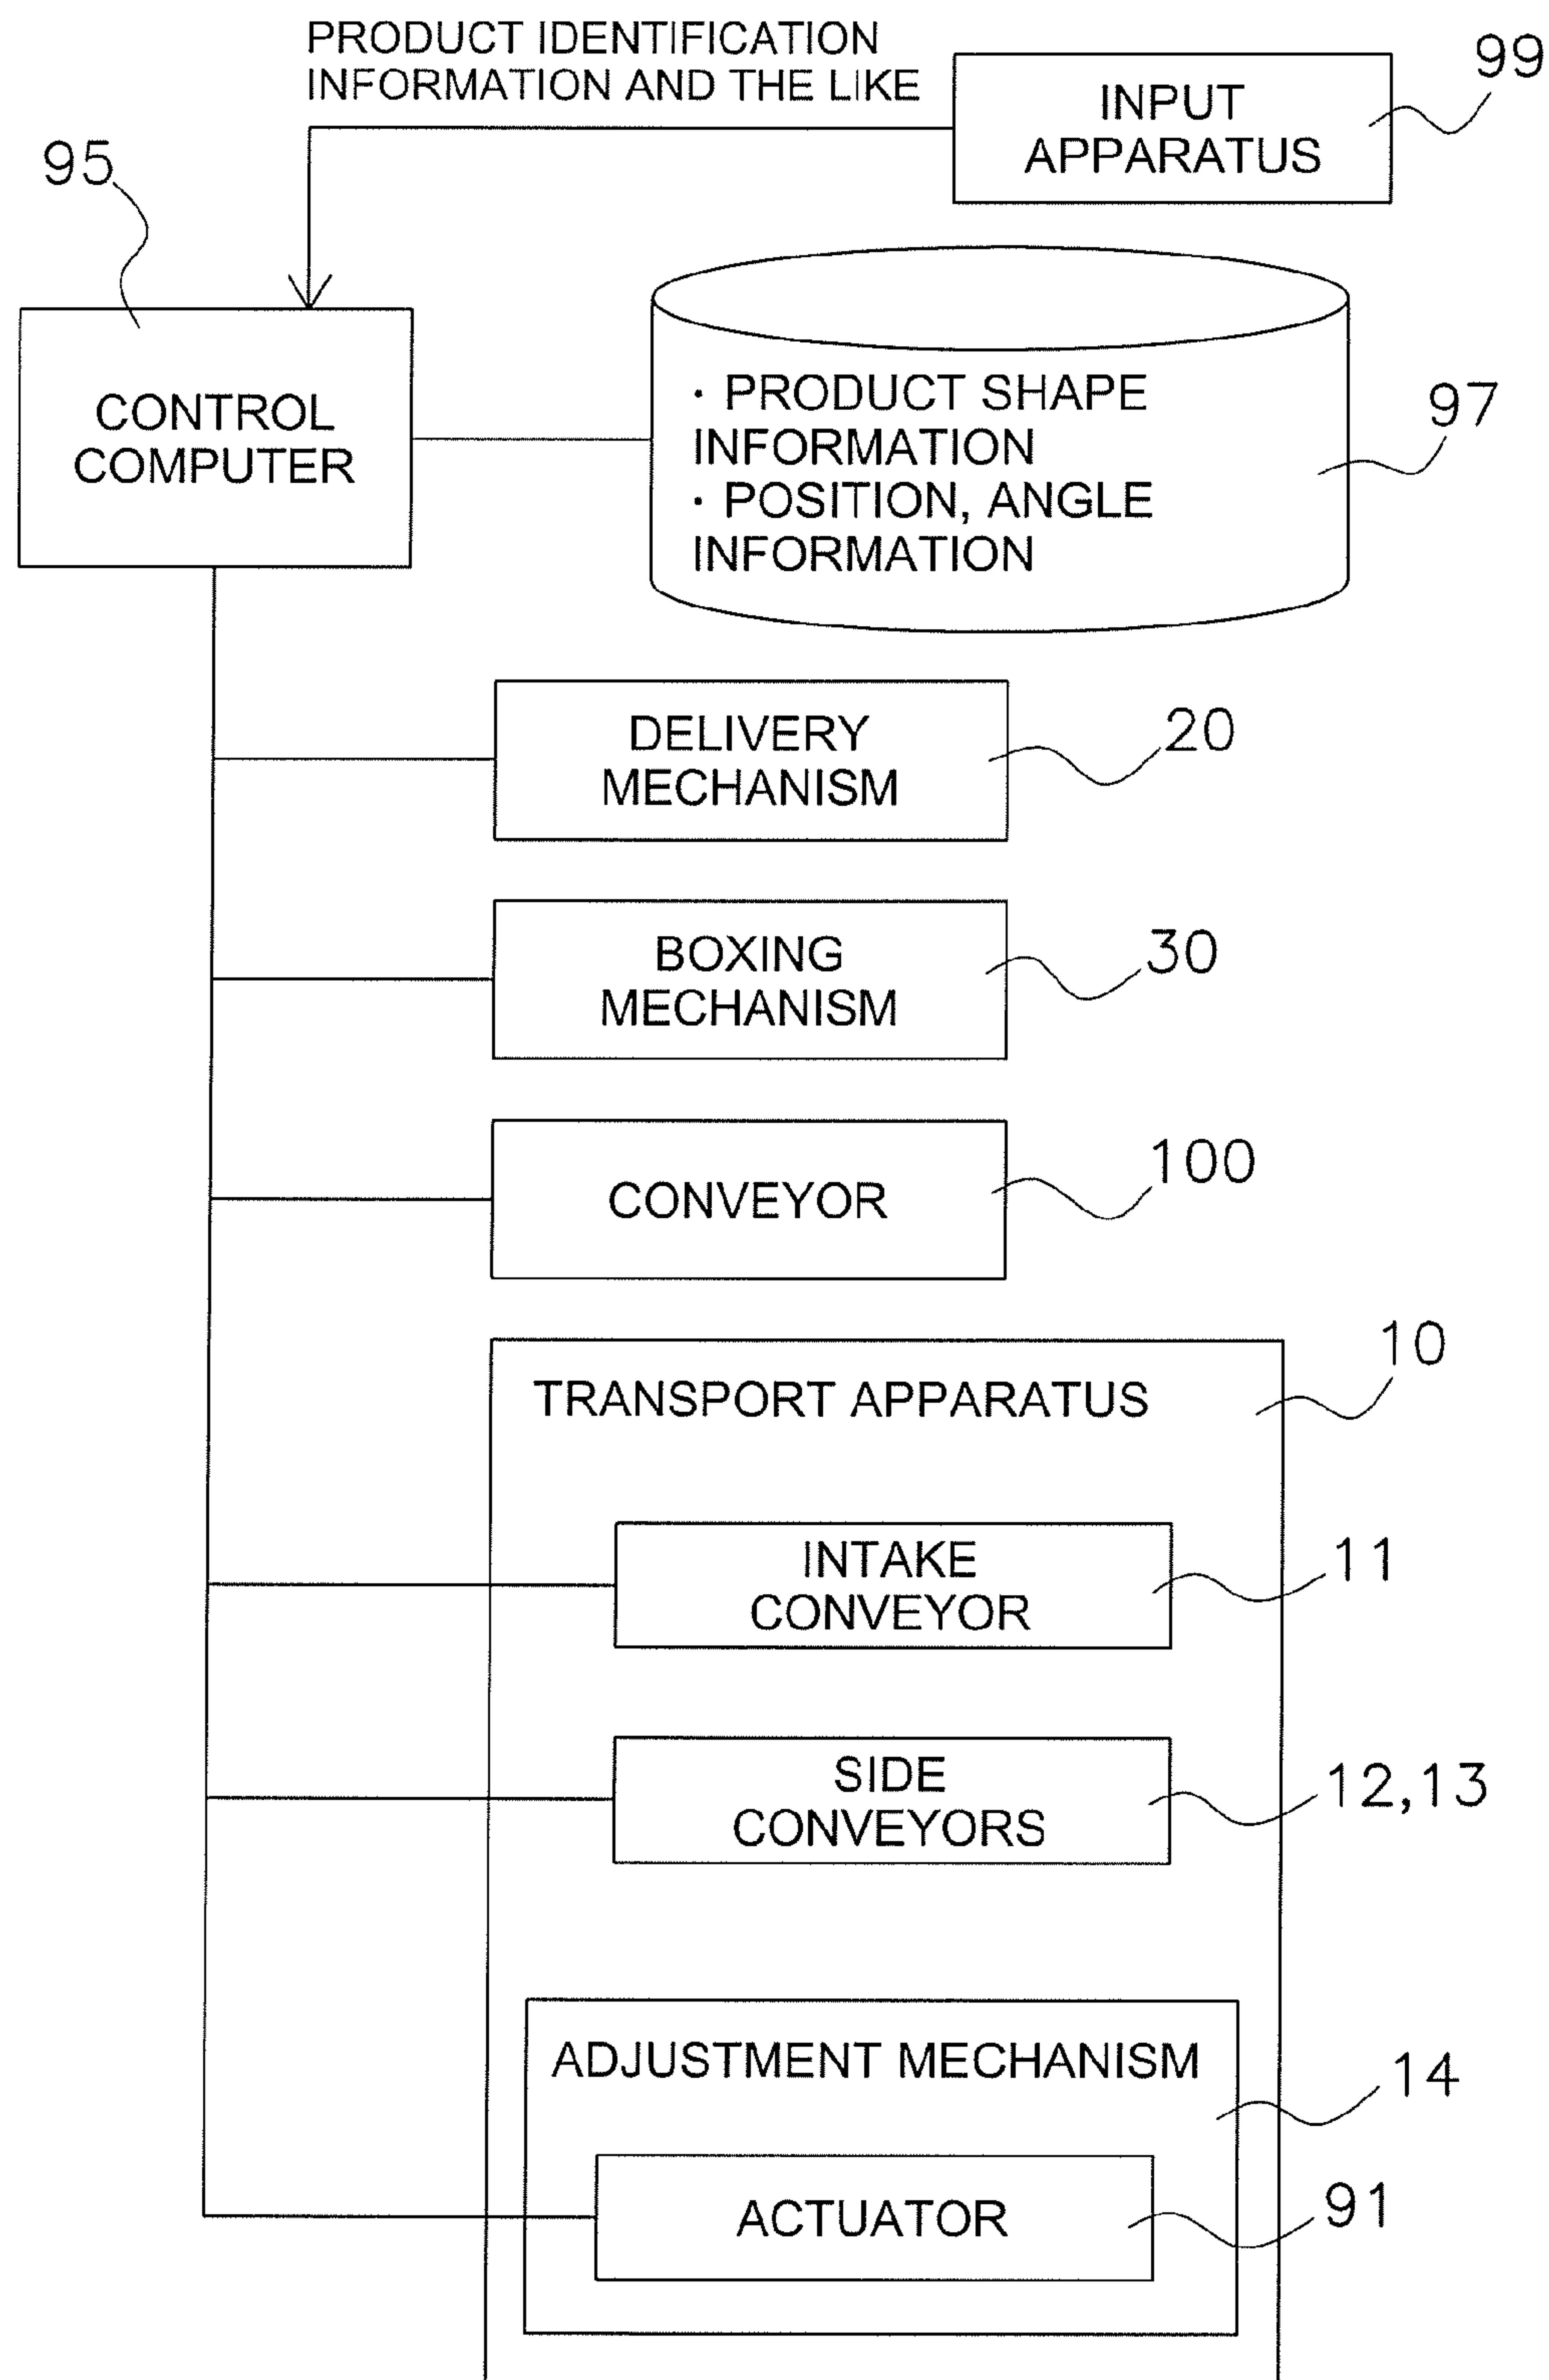 PRODUCT IDENTIFICATION
INFORMATION AND THE LIKE
99
INPUT
APPARATUS
95
CONTROL
COMPUTER
· PRODUCT SHAPE
INFORMATION
· POSITION, ANGLE
INFORMATION
97
DELIVERY
MECHANISM
20
BOXING
MECHANISM
30
CONVEYOR
100
10
TRANSPORT APPARATUS
INTAKE
CONVEYOR
11
SIDE
CONVEYORS
12,13
ADJUSTMENT MECHANISM
14
ACTUATOR
91